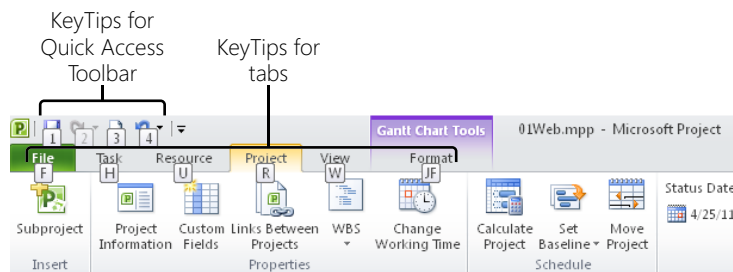 KeyTips for
Quick Access
Toolbar
KeyTips for
tabs
P
1 2 3 4
Gantt Chart Tools
01Web.mpp - Microsoft Project
File Task Resource Project View Format
F H U R W JF
Subproject
Project
Information
Custom
Fields
Links Between
Projects
WBS
Change
Working Time
Calculate
Project
Set
Baseline
Move
Project
Status Date
4/25/11
Insert Properties Schedule